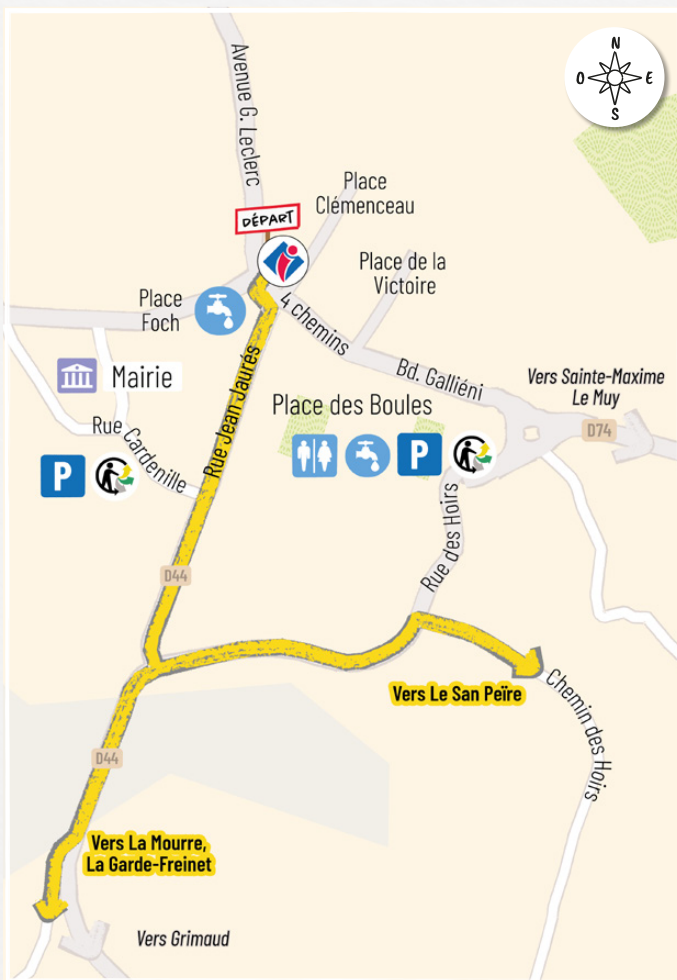 N
O
E
S
Avenue G. Leclerc
Place
Clémenceau
DÉPART
Place de la
Victoire
Place
Foch
4 chemins
Bd. Galliéni
Vers Sainte-Maxime
Le Muy
D74
Mairie
Rue Jean Jaurés
Place des Boules
Rue Cardenille
P
P
Rue des Hoirs
D44
Vers Le San Peïre
Chemin des Hoirs
D44
Vers La Mourre,
La Garde-Freinet
Vers Grimaud